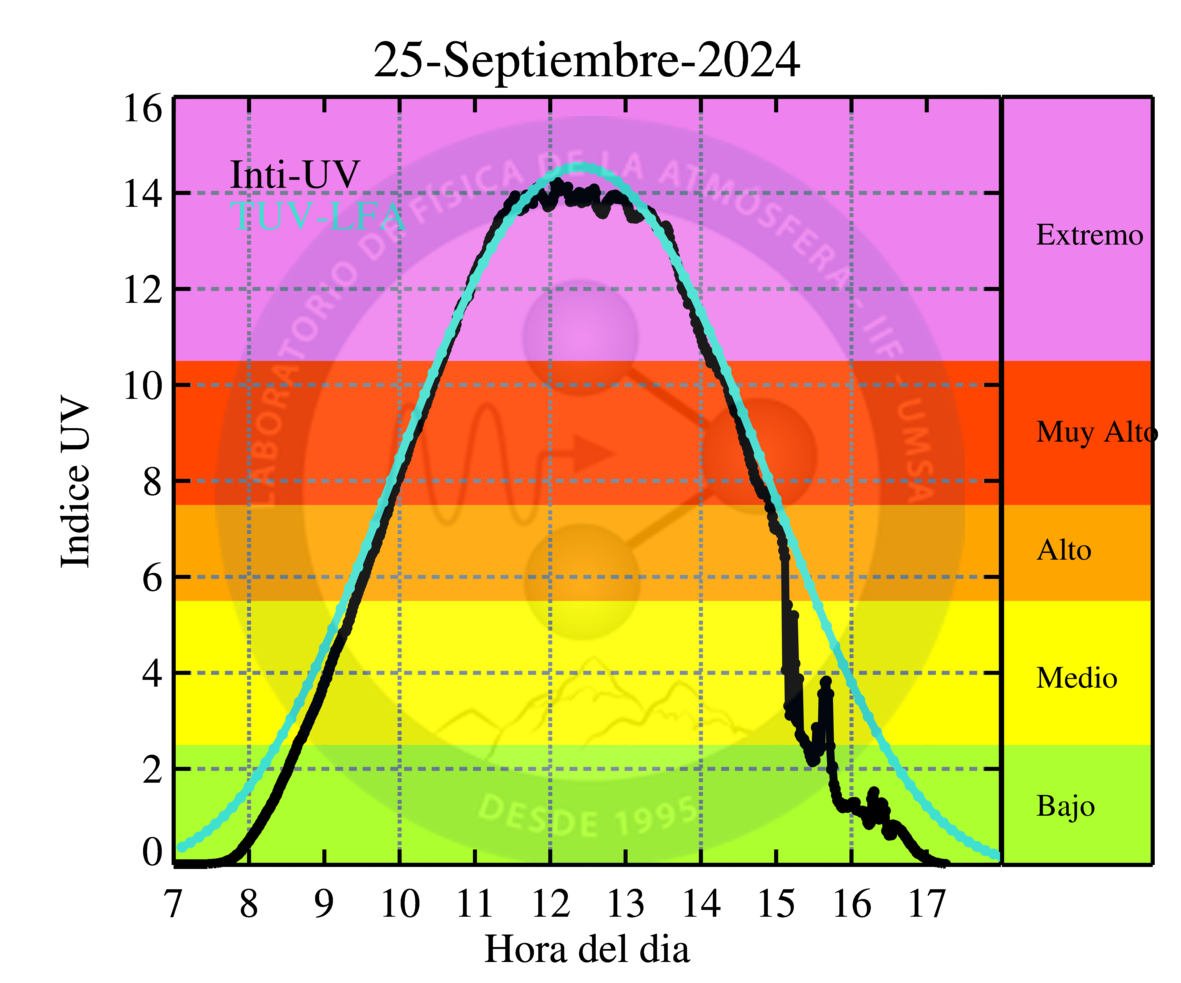 25-Septiembre-2024
Inti-UV
TUV-LFA
LABORATORIO DE FÍSICA DE LA ATMÓSFERA - IIF - UMSA
DESDE 1995
Indice UV
16
14
12
10
8
6
4
2
0
Extremo
Muy Alto
Alto
Medio
Bajo
7 8 9 10 11 12 13 14 15 16 17
Hora del dia